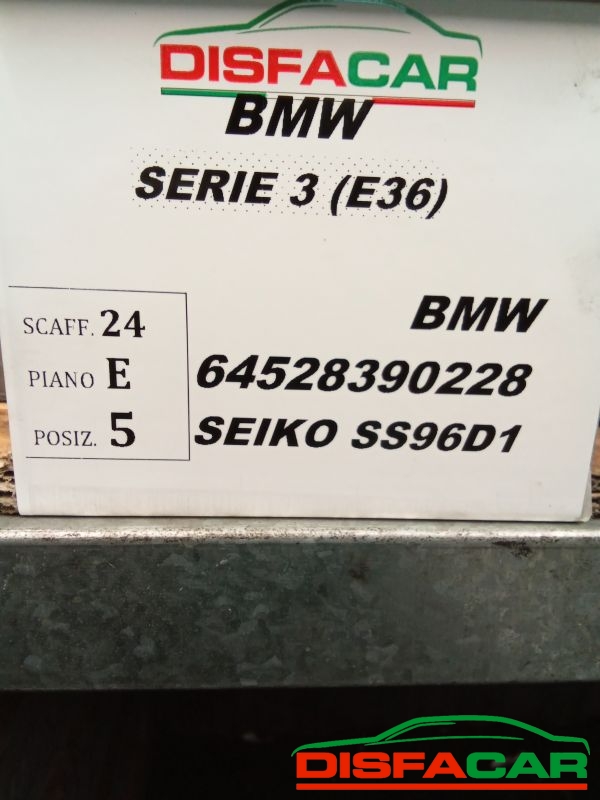 DISFACAR
BMW
SERIE 3 (E36)
SCAFF. 24
PIANO E
POSIZ. 5
BMW
64528390228
SEIKO SS96D1
DISFACAR